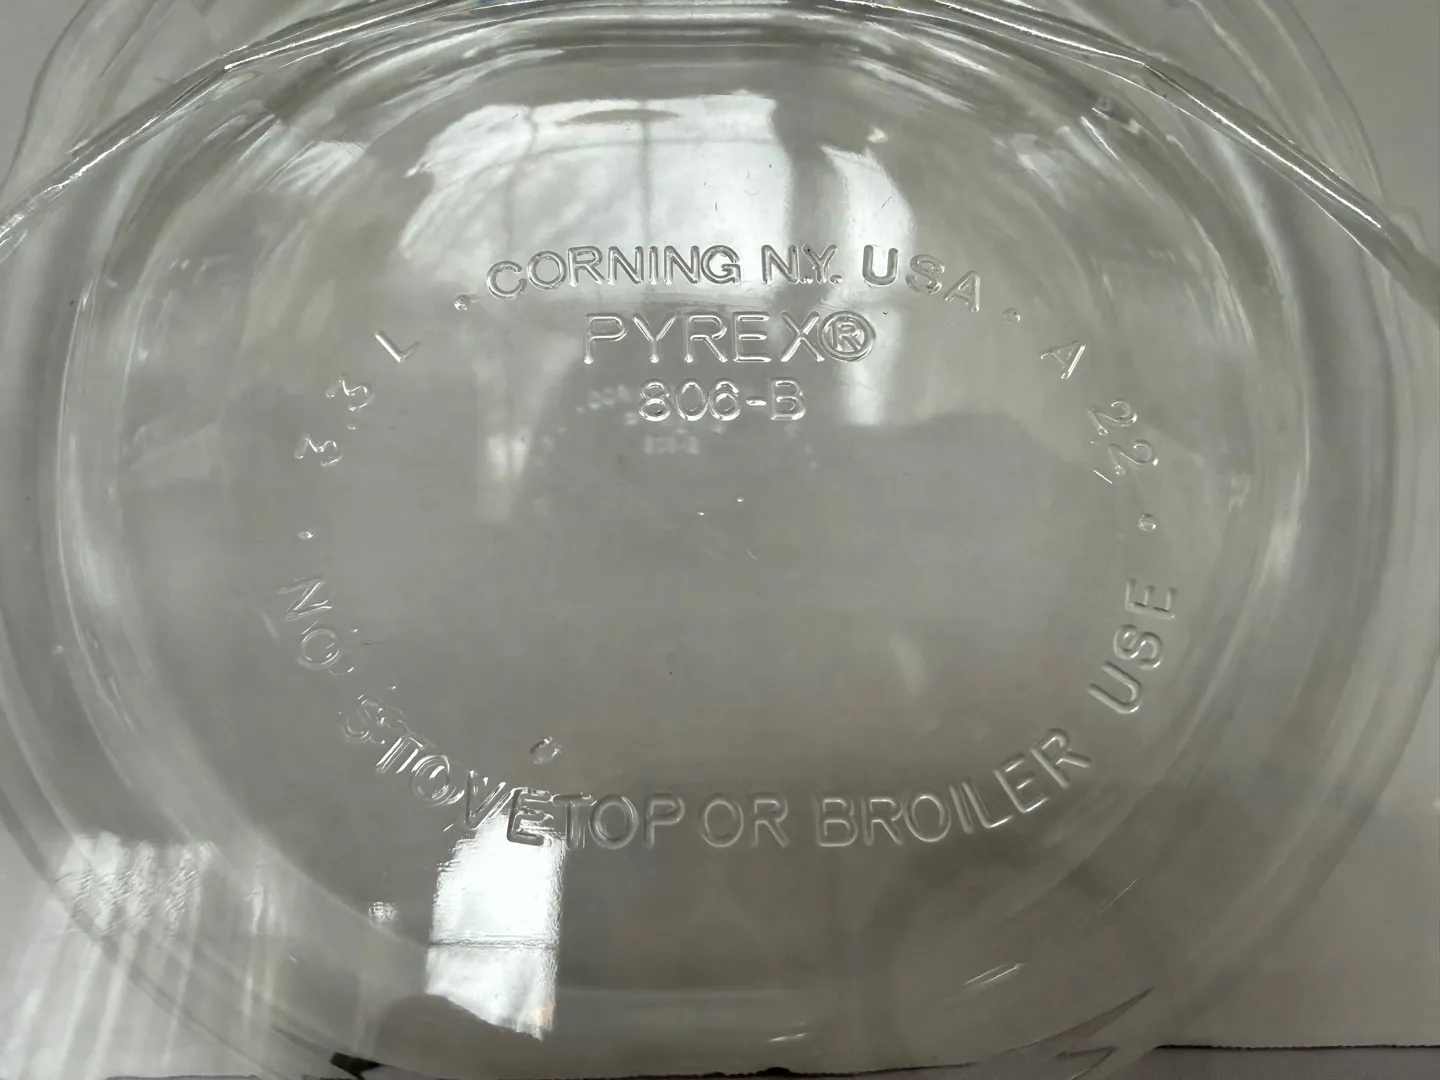 3.3 L · CORNING N.Y. USA · A 22 ·
PYREX®
806-B
NO STOVETOP OR BROILER USE